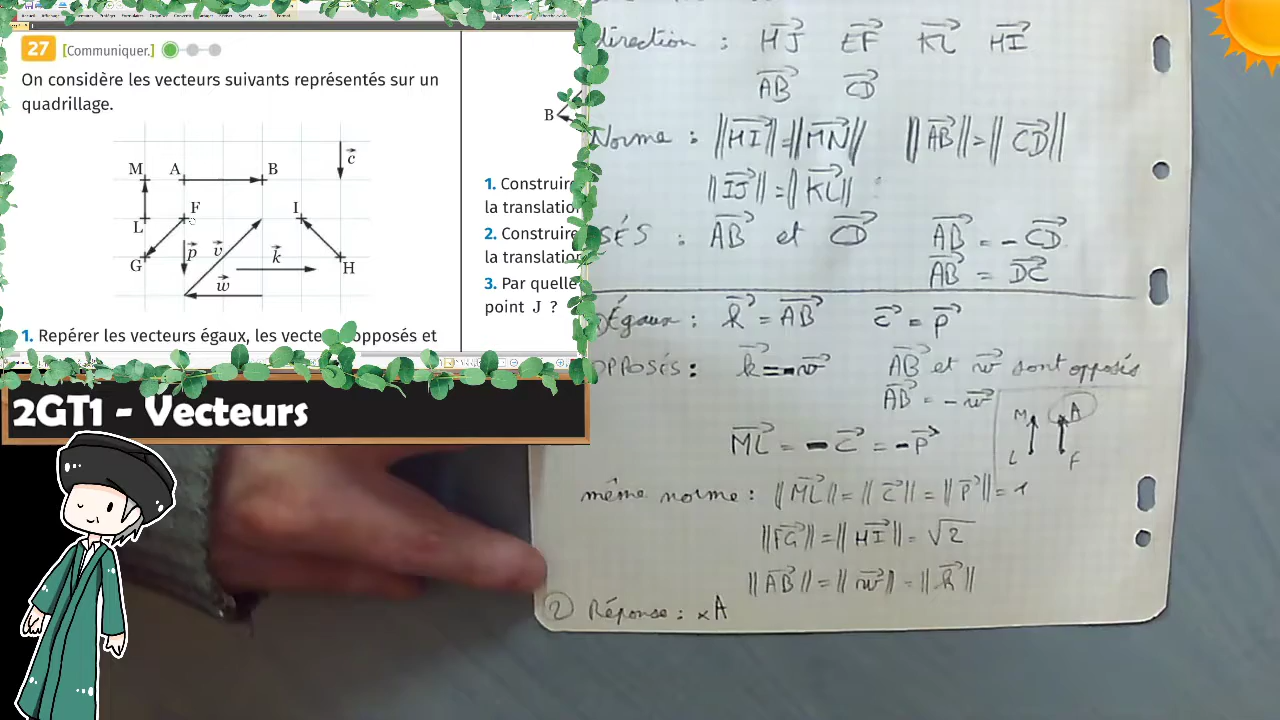 27 [Communiquer.]
On considère les vecteurs suivants représentés sur un
quadrillage.
M A B c
L F I
G p v k H
w
1. Repérer les vecteurs égaux, les vecte opposés et
B
1. Construire
la translatio
2. Construire
la translatio
3. Par quelle
point J ?
2GT1 - Vecteurs
direction : HJ EF KL HI
AB CD
Norme : ||HI||=||MN|| ||AB||=||CD||
||IJ||=||KL||
SÉS : AB et CD AB = -CD
AB = DC
Égaux : k = AB c = p
OPPOSÉS : k = -w AB et w sont opposés
AB = -w
M A
L F
ML = -c = -p
même norme : ||ML||=||c||=||p||=1
||FG||=||HI||=√2
||AB||=||w||=||k||
2 Réponse : xA